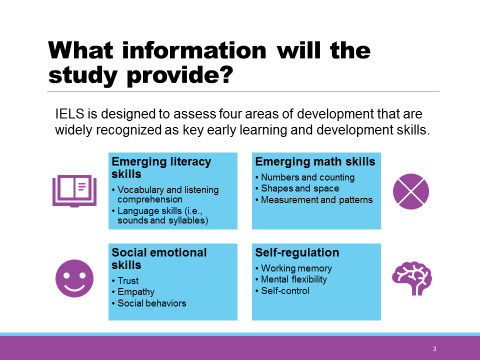 What information will the
study provide?
IELS is designed to assess four areas of development that are
widely recognized as key early learning and development skills.
Emerging literacy
skills
• Vocabulary and listening
comprehension
• Language skills (i.e.,
sounds and syllables)
Emerging math skills
• Numbers and counting
• Shapes and space
• Measurement and patterns
Social emotional
skills
• Trust
• Empathy
• Social behaviors
Self-regulation
• Working memory
• Mental flexibility
• Self-control
3